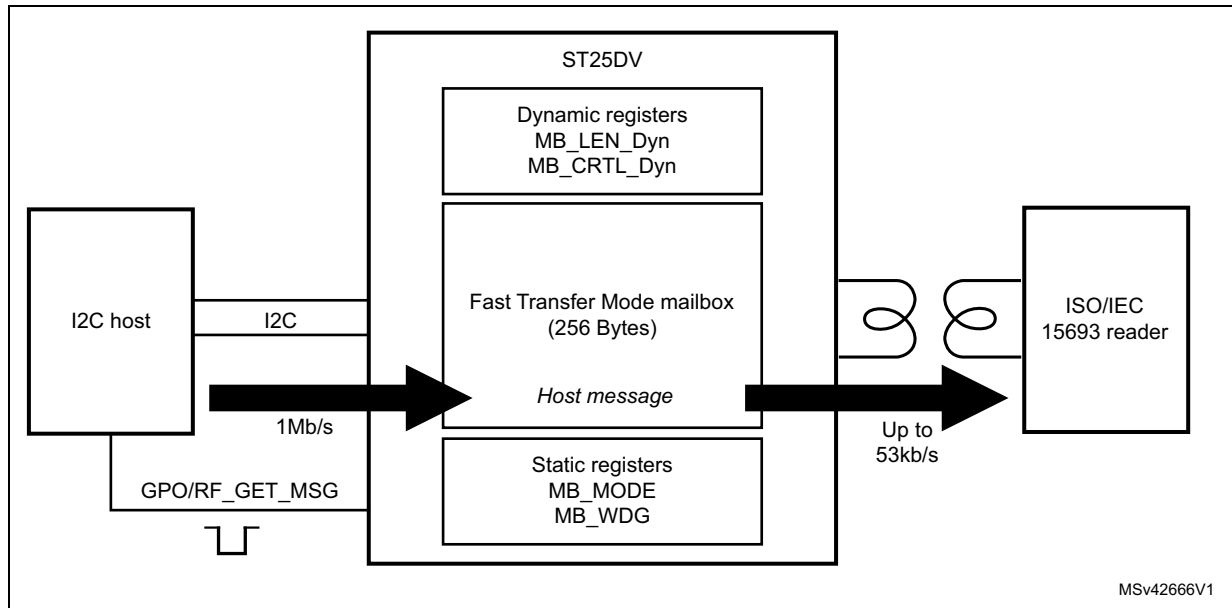 ST25DV
Dynamic registers
MB_LEN_Dyn
MB_CRTL_Dyn
I2C host
I2C
Fast Transfer Mode mailbox
(256 Bytes)
ISO/IEC
15693 reader
Host message
1Mb/s
Up to
53kb/s
Static registers
MB_MODE
MB_WDG
GPO/RF_GET_MSG
MSv42666V1